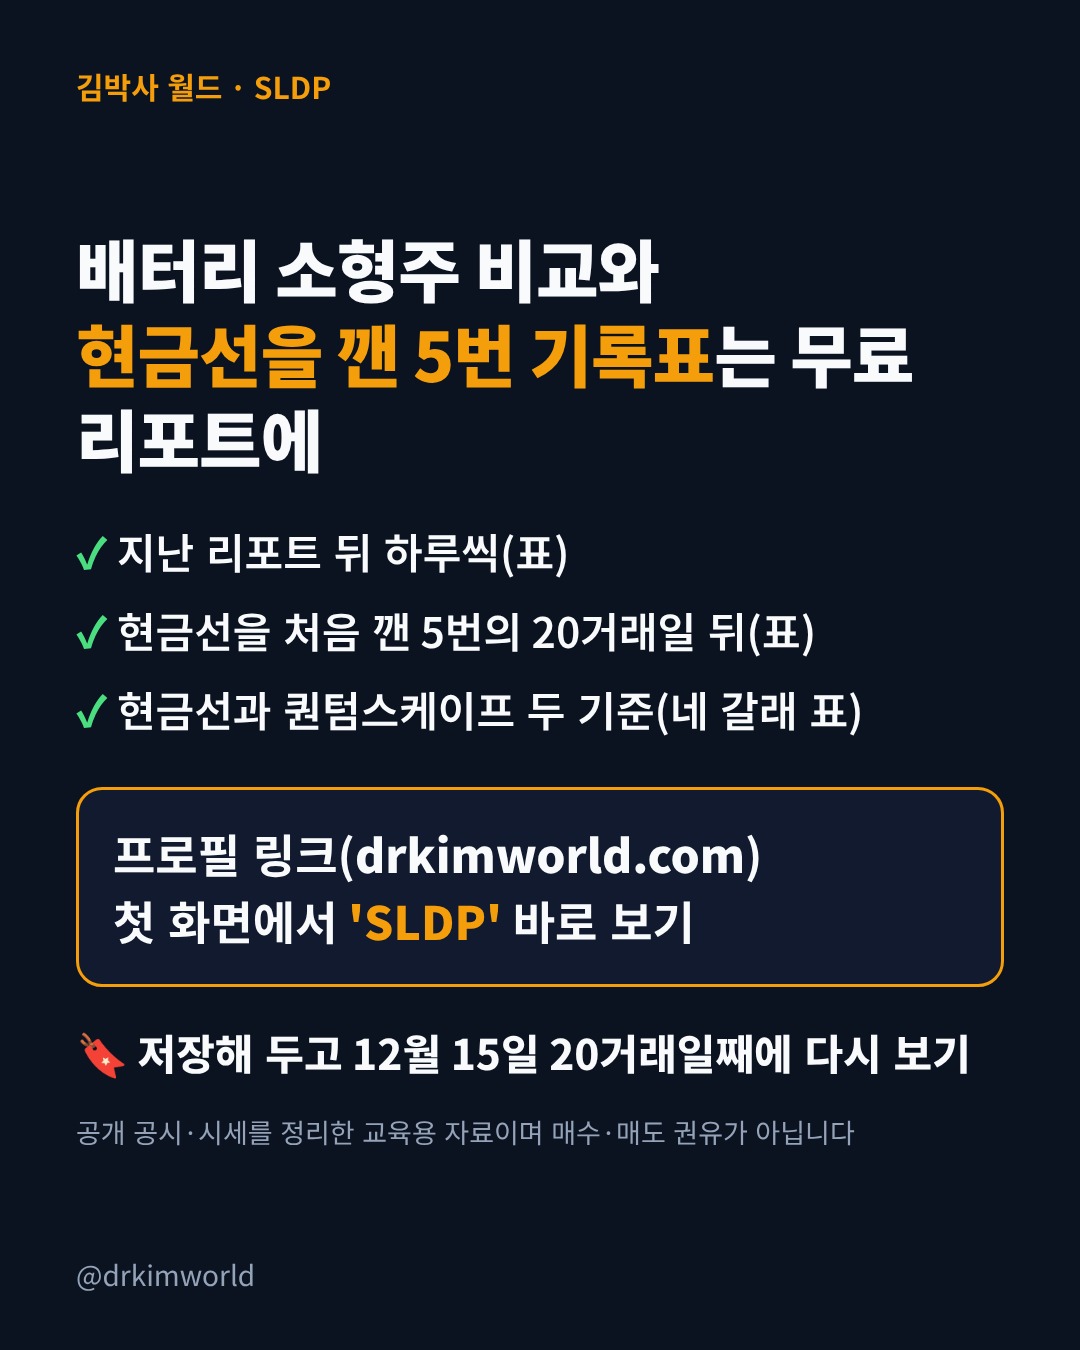 김박사 월드 · SLDP
배터리 소형주 비교와
현금선을 깬 5번 기록표는 무료
리포트에
✓ 지난 리포트 뒤 하루씩(표)
✓ 현금선을 처음 깬 5번의 20거래일 뒤(표)
✓ 현금선과 퀀텀스케이프 두 기준(네 갈래 표)
프로필 링크(drkimworld.com)
첫 화면에서 'SLDP' 바로 보기
🔖 저장해 두고 12월 15일 20거래일째에 다시 보기
공개 공시·시세를 정리한 교육용 자료이며 매수·매도 권유가 아닙니다
@drkimworld